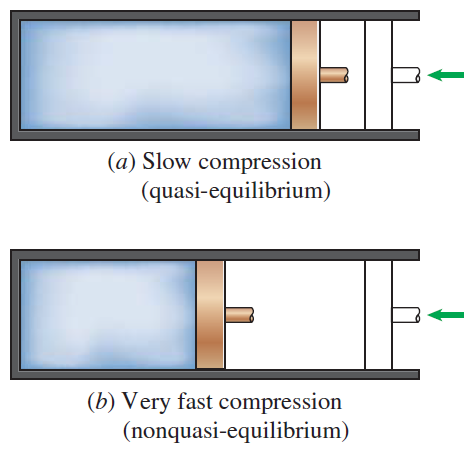 (a) Slow compression
(quasi-equilibrium)
(b) Very fast compression
(nonquasi-equilibrium)